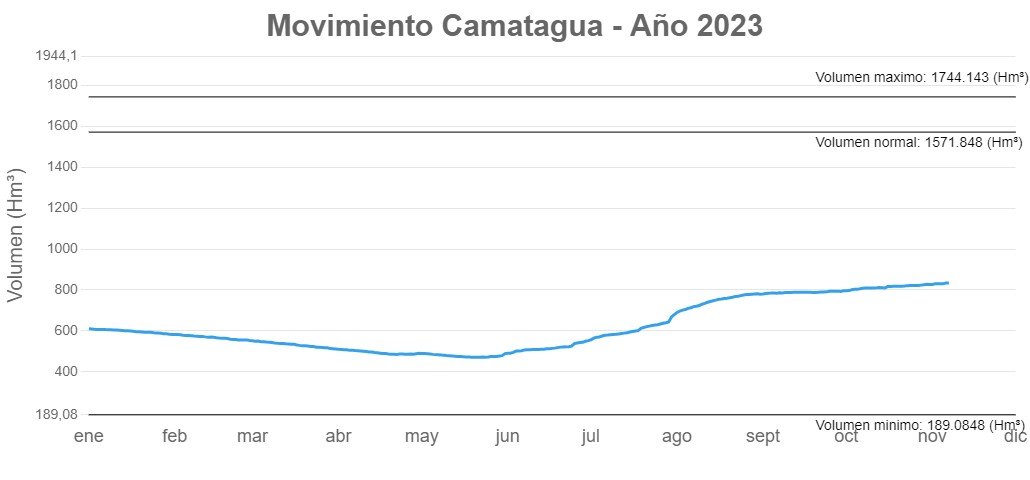 Movimiento Camatagua - Año 2023
1944,1
1800
Volumen maximo: 1744.143 (Hm³)
1600
Volumen normal: 1571.848 (Hm³)
1400
1200
1000
800
600
400
189,08
Volumen (Hm³)
Volumen minimo: 189.0848 (Hm³)
ene feb mar abr may jun jul ago sept oct nov dic